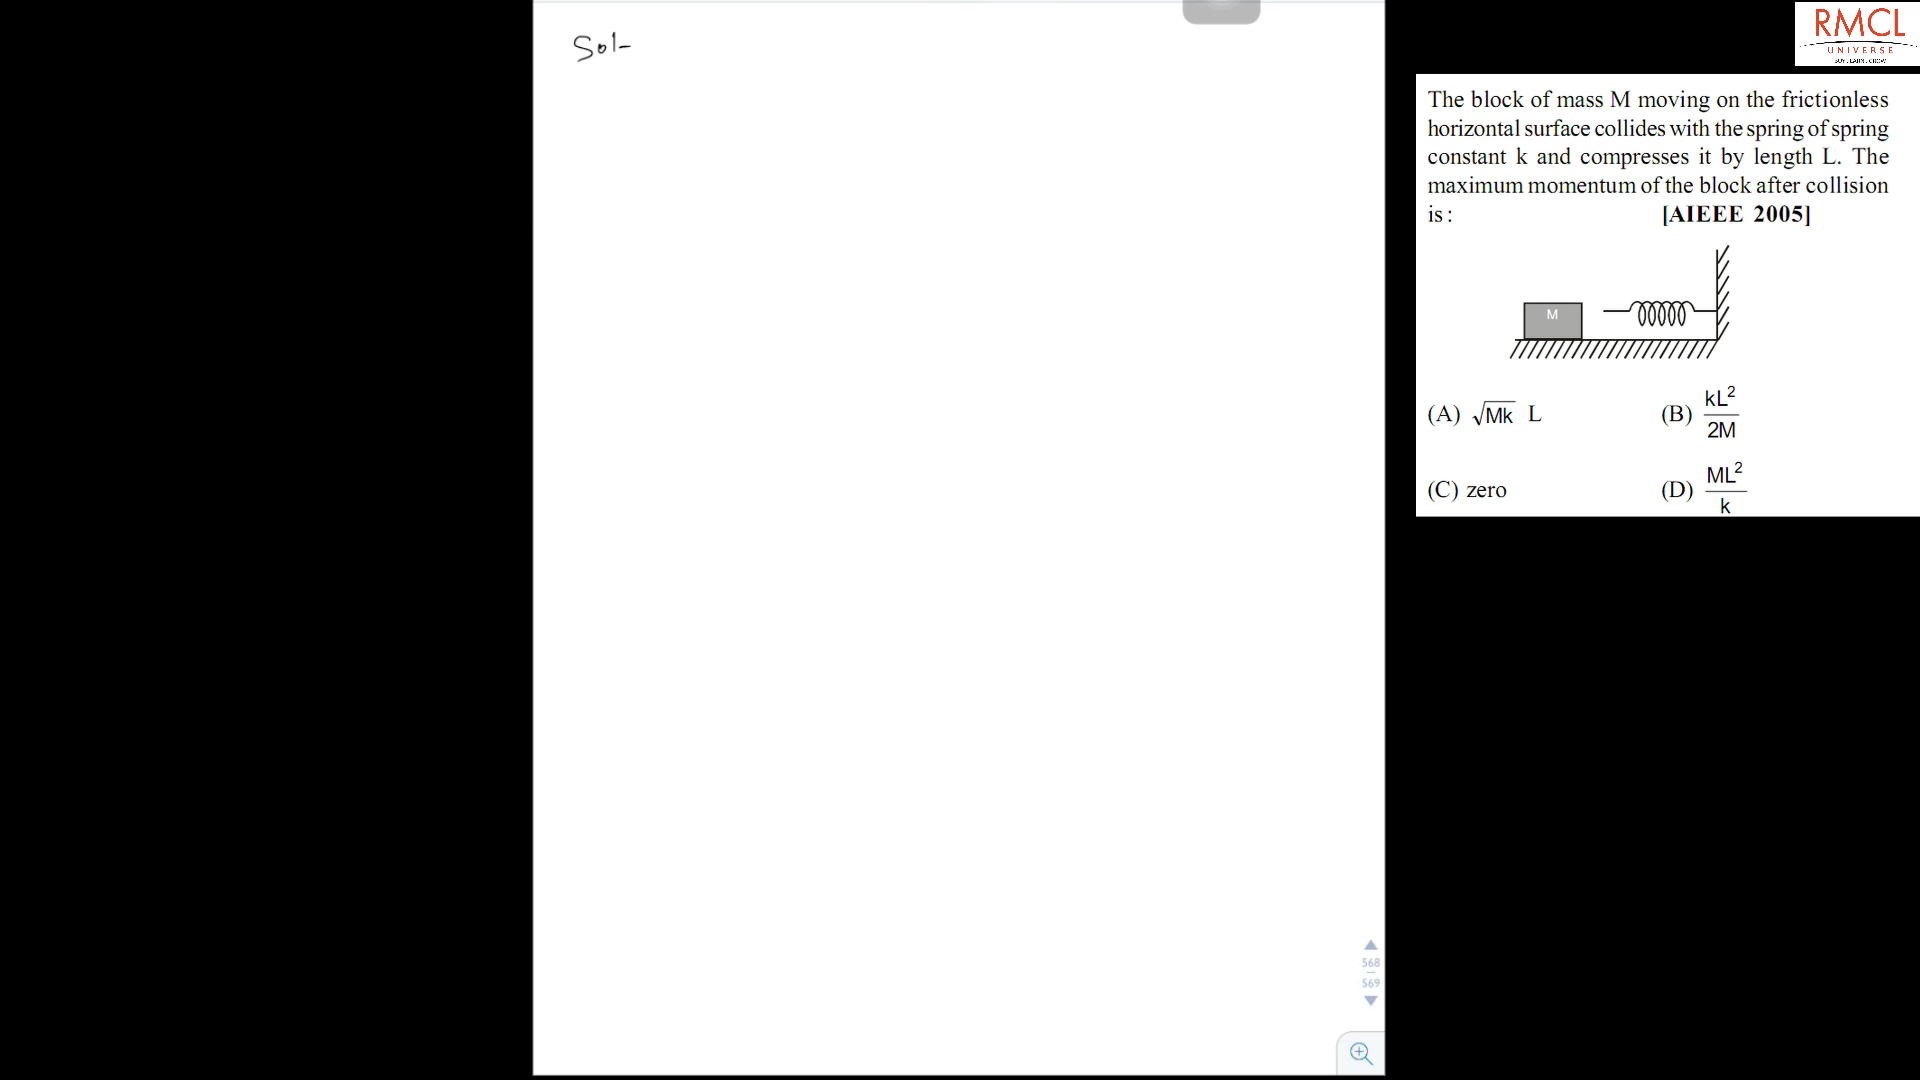 Sol-
RMCL
UNIVERSE
The block of mass M moving on the frictionless
horizontal surface collides with the spring of spring
constant k and compresses it by length L. The
maximum momentum of the block after collision
is : [AIEEE 2005]
M
(A) √Mk L (B) kL²/2M
(C) zero (D) ML²/k
568
569